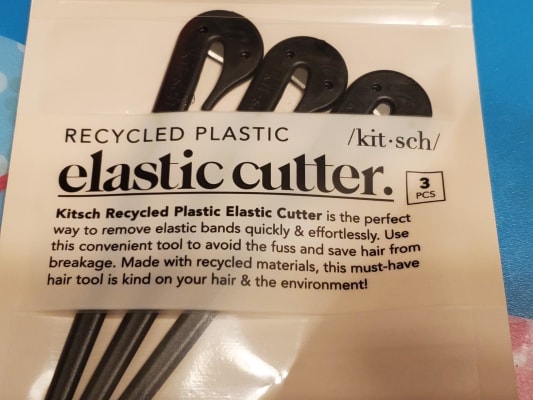 RECYCLED PLASTIC
/kit·sch/
elastic cutter.
3
PCS
Kitsch Recycled Plastic Elastic Cutter is the perfect
way to remove elastic bands quickly & effortlessly. Use
this convenient tool to avoid the fuss and save hair from
breakage. Made with recycled materials, this must-have
hair tool is kind on your hair & the environment!